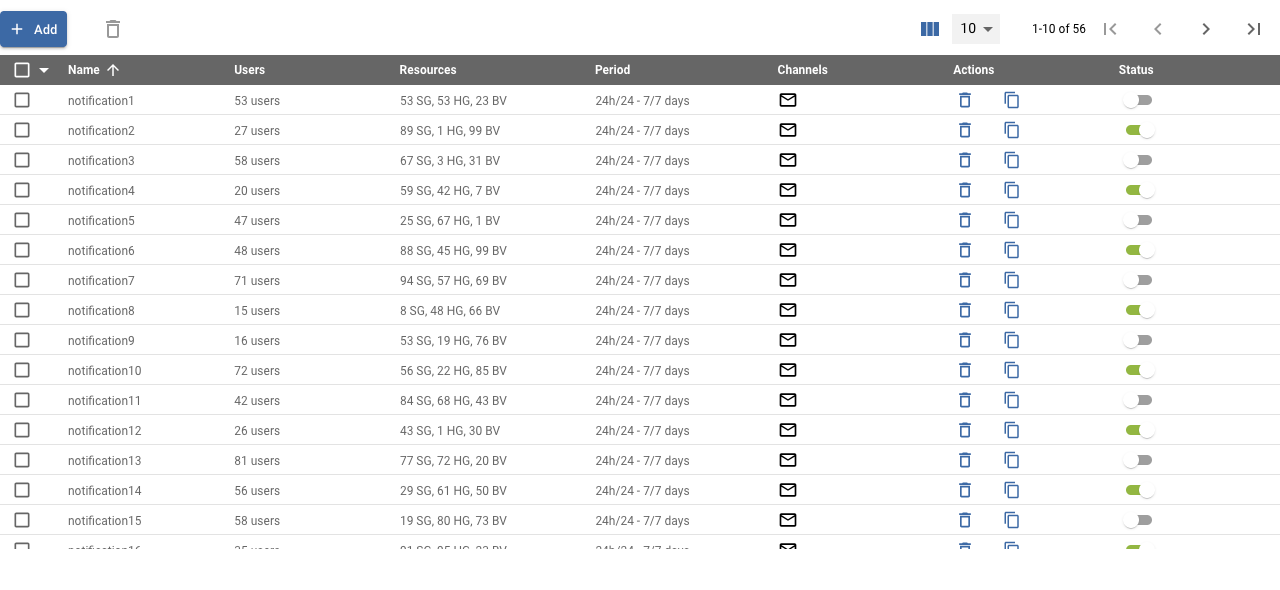 Add 10 1-10 of 56
Name Users Resources Period Channels Actions Status
notification1 53 users 53 SG, 53 HG, 23 BV 24h/24 - 7/7 days
notification2 27 users 89 SG, 1 HG, 99 BV 24h/24 - 7/7 days
notification3 58 users 67 SG, 3 HG, 31 BV 24h/24 - 7/7 days
notification4 20 users 59 SG, 42 HG, 7 BV 24h/24 - 7/7 days
notification5 47 users 25 SG, 67 HG, 1 BV 24h/24 - 7/7 days
notification6 48 users 88 SG, 45 HG, 99 BV 24h/24 - 7/7 days
notification7 71 users 94 SG, 57 HG, 69 BV 24h/24 - 7/7 days
notification8 15 users 8 SG, 48 HG, 66 BV 24h/24 - 7/7 days
notification9 16 users 53 SG, 19 HG, 76 BV 24h/24 - 7/7 days
notification10 72 users 56 SG, 22 HG, 85 BV 24h/24 - 7/7 days
notification11 42 users 84 SG, 68 HG, 43 BV 24h/24 - 7/7 days
notification12 26 users 43 SG, 1 HG, 30 BV 24h/24 - 7/7 days
notification13 81 users 77 SG, 72 HG, 20 BV 24h/24 - 7/7 days
notification14 56 users 29 SG, 61 HG, 50 BV 24h/24 - 7/7 days
notification15 58 users 19 SG, 80 HG, 73 BV 24h/24 - 7/7 days